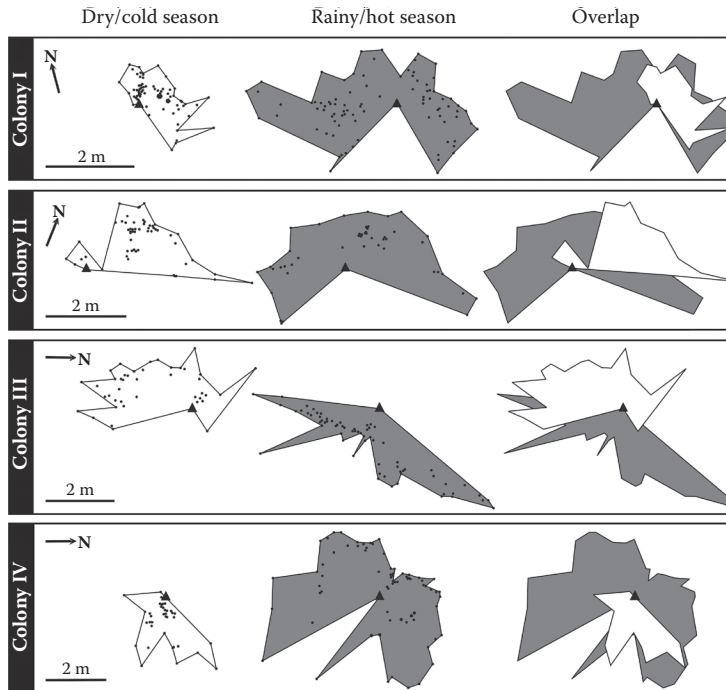 Dry/cold season Rainy/hot season Overlap
Colony I
N
2 m
Colony II
N
2 m
Colony III
N
2 m
Colony IV
N
2 m